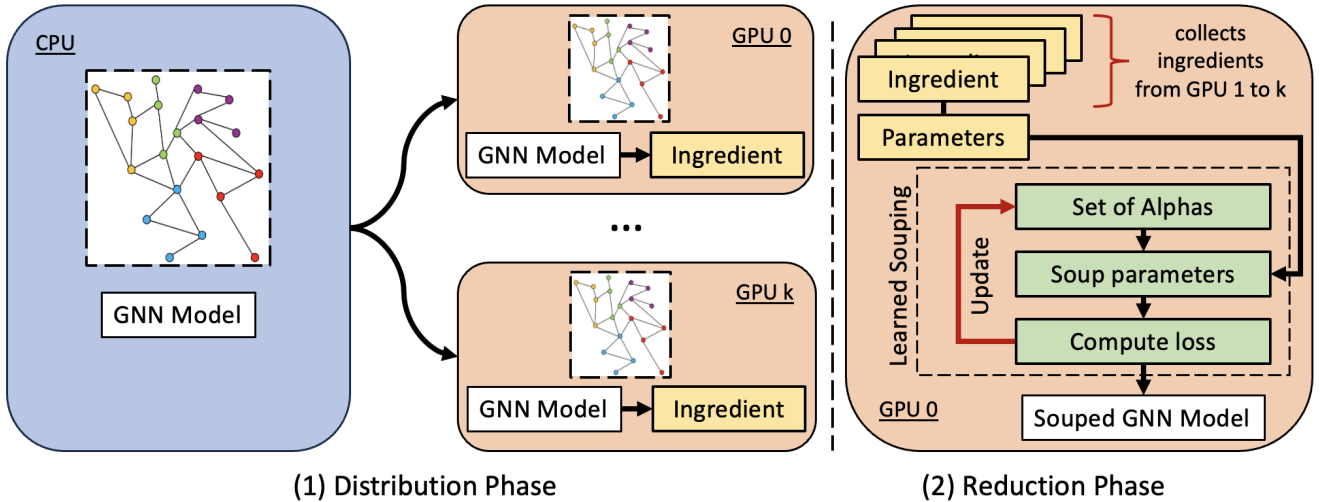 CPU
GNN Model
GPU 0
GNN Model
Ingredient
...
GPU k
GNN Model
Ingredient
(1) Distribution Phase
Ingredient
collects
ingredients
from GPU 1 to k
Parameters
Learned Souping
Update
Set of Alphas
Soup parameters
Compute loss
GPU 0
Souped GNN Model
(2) Reduction Phase